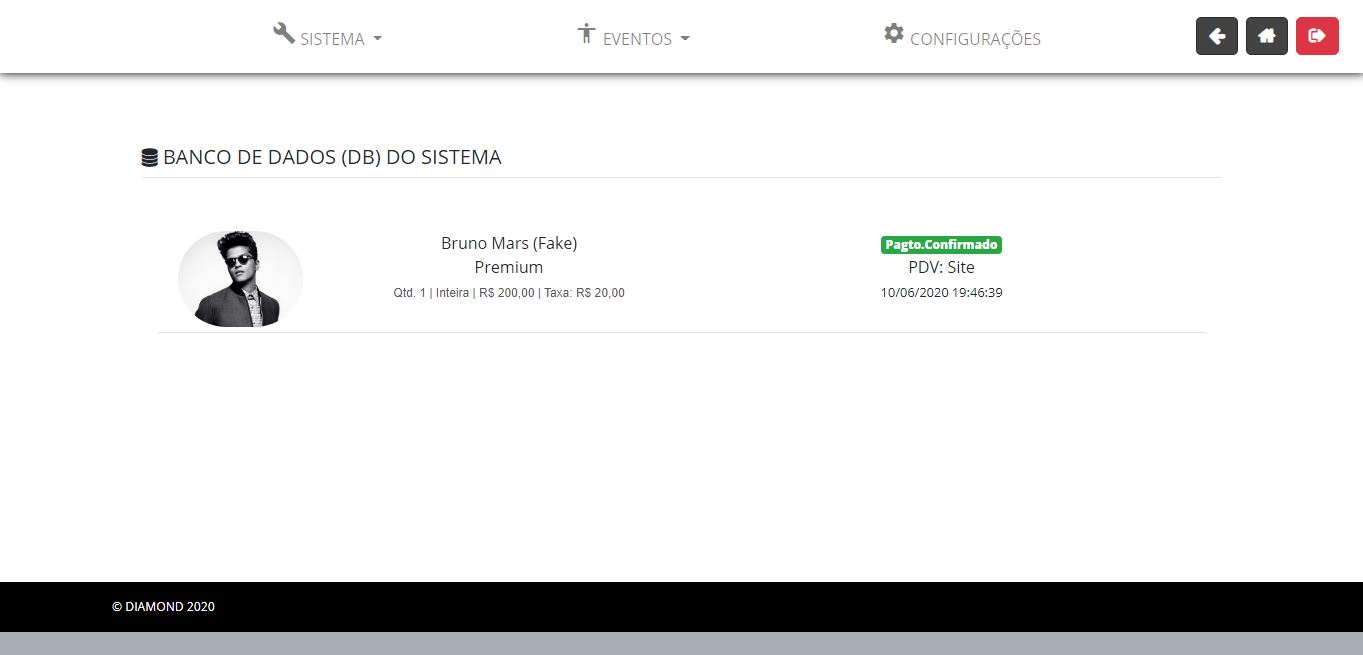 SISTEMA
EVENTOS
CONFIGURAÇÕES
BANCO DE DADOS (DB) DO SISTEMA
Bruno Mars (Fake)
Premium
Qtd. 1 | Inteira | R$ 200,00 | Taxa: R$ 20,00
Pagto.Confirmado
PDV: Site
10/06/2020 19:46:39
© DIAMOND 2020